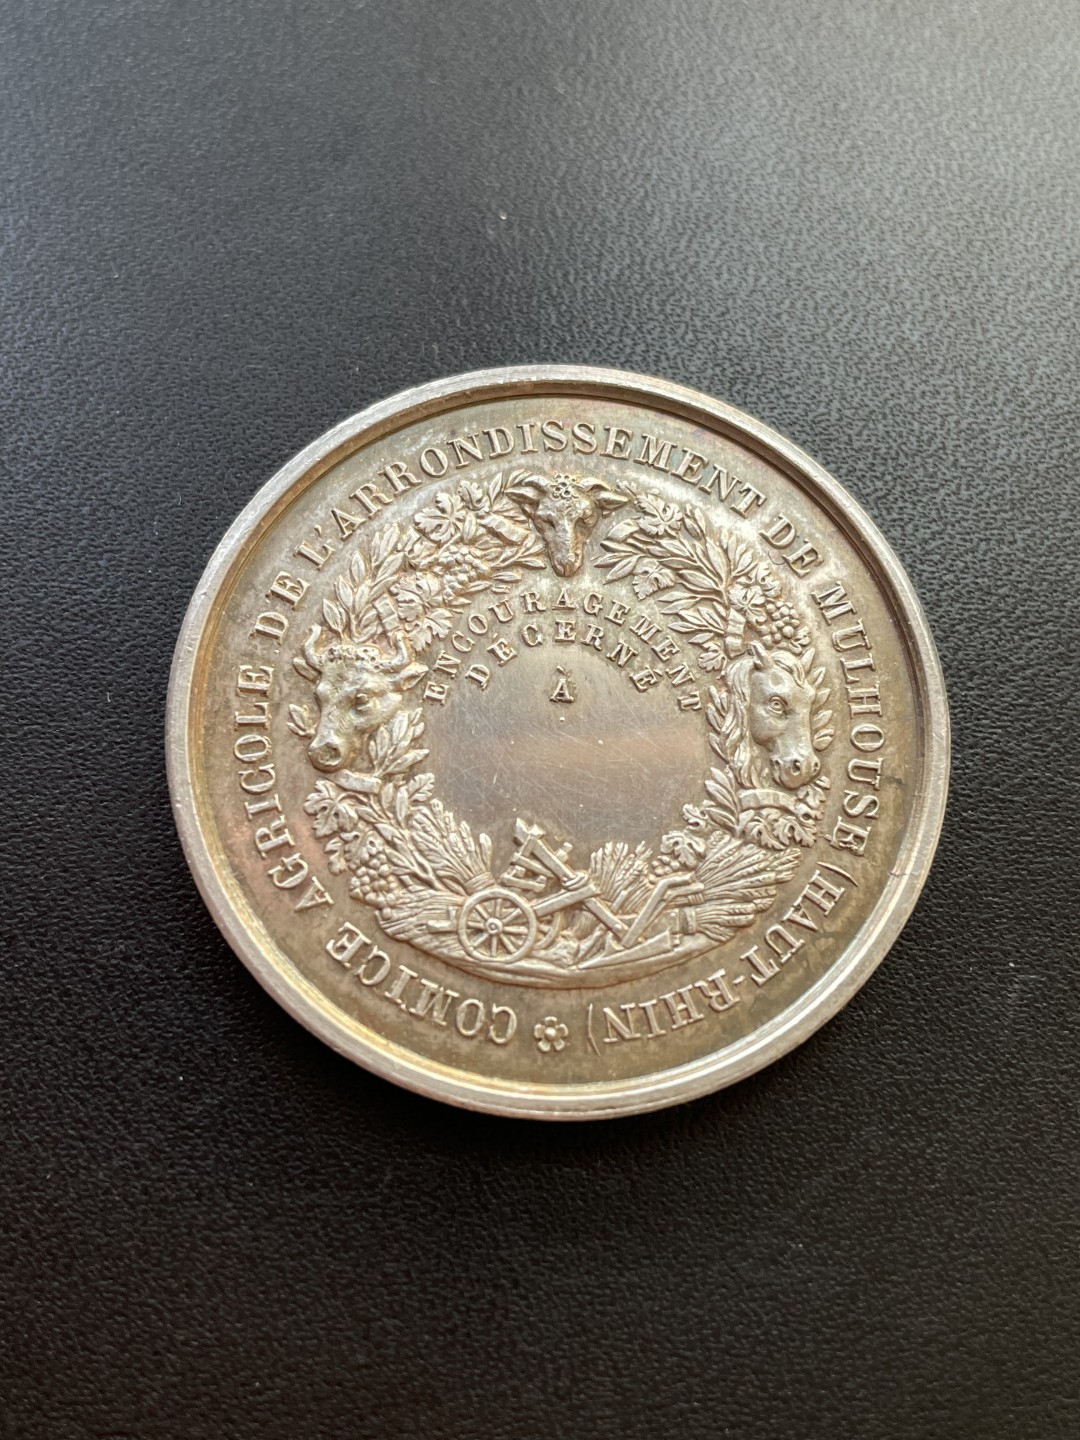 COMICE AGRICOLE DE L'ARRONDISSEMENT DE MULHOUSE (HAUT-RHIN)
ENCOURAGEMENT
DÉCERNÉ
À